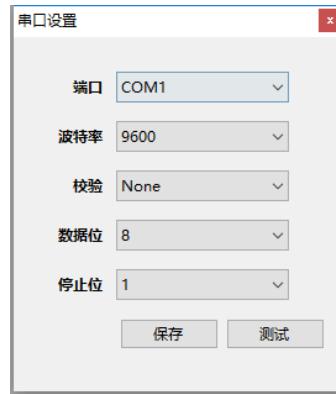 串口设置
端口 COM1
波特率 9600
校验 None
数据位 8
停止位 1
保存 测试